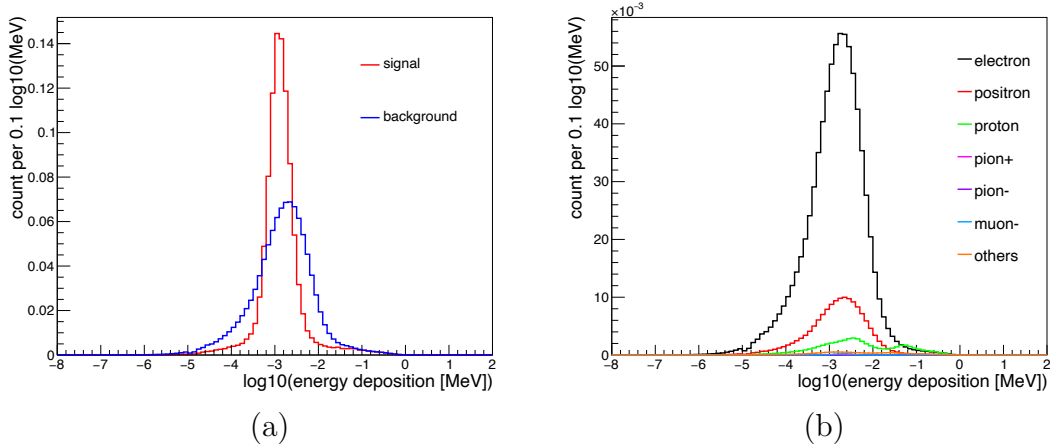 count per 0.1 log10(MeV)
0.14
0.12
0.1
0.08
0.06
0.04
0.02
0
signal
background
−8 −7 −6 −5 −4 −3 −2 −1 0 1 2
log10(energy deposition [MeV])
(a)
×10−3
count per 0.1 log10(MeV)
50
40
30
20
10
0
electron
positron
proton
pion+
pion-
muon-
others
−8 −7 −6 −5 −4 −3 −2 −1 0 1 2
log10(energy deposition [MeV])
(b)